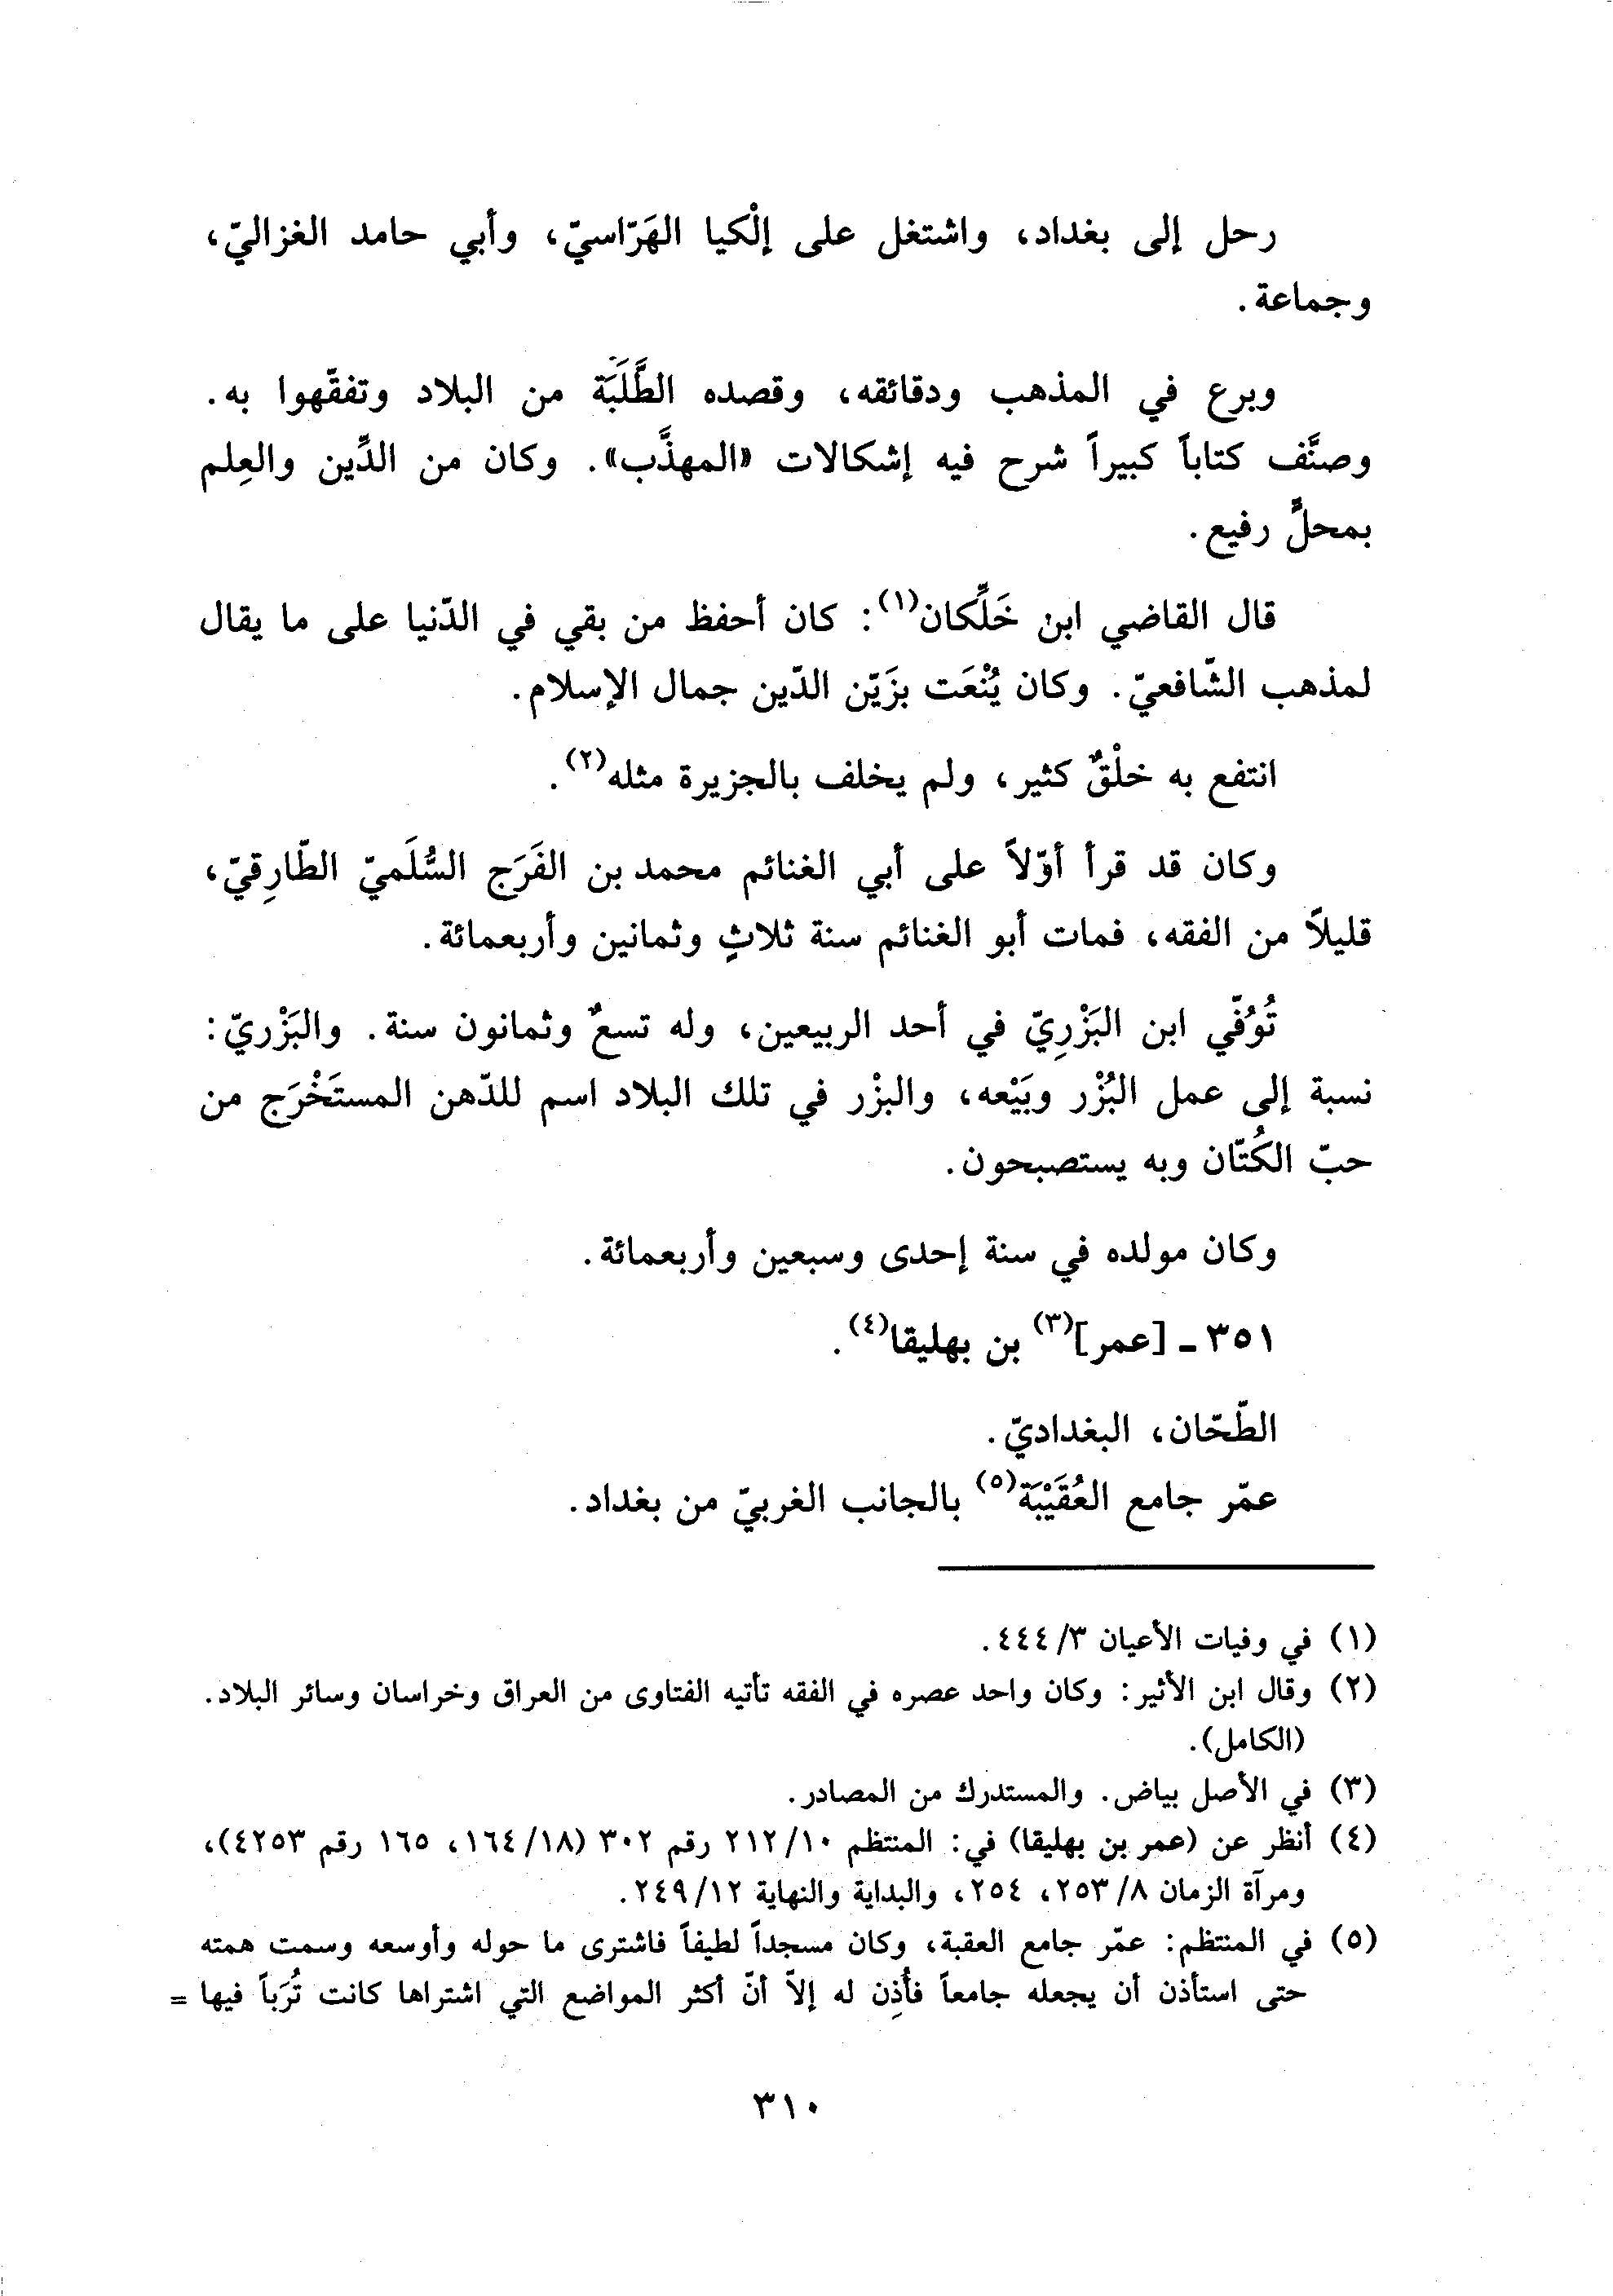 رحل إلى بغداد، واشتغل على إلْكيا الهَرّاسيّ، وأبي حامد الغزاليّ،
وجماعة.
وبرع في المذهب ودقائقه، وقصده الطَّلَبَة من البلاد وتفقّهوا به.
وصنَّف كتاباً كبيراً شرح فيه إشكالات «المهذَّب». وكان من الدِّين والعِلم
بمحلٍّ رفيع.
قال القاضي ابن خَلِّكان(١): كان أحفظ من بقي في الدّنيا على ما يقال
لمذهب الشّافعيّ. وكان يُنْعَت بزَيّن الدّين جمال الإسلام.
انتفع به خلْقٌ كثير، ولم يخلف بالجزيرة مثله(٢).
وكان قد قرأ أوّلاً على أبي الغنائم محمد بن الفَرَج السُّلَميّ الطّارِقيّ،
قليلاً من الفقه، فمات أبو الغنائم سنة ثلاثٍ وثمانين وأربعمائة.
تُوُفّي ابن البَزْرِيّ في أحد الربيعين، وله تسعٌ وثمانون سنة. والبَزْريّ:
نسبة إلى عمل البُزْر وبَيْعه، والبزْر في تلك البلاد اسم للدّهن المستَخْرَج من
حبّ الكُتّان وبه يستصبحون.
وكان مولده في سنة إحدى وسبعين وأربعمائة.
٣٥١ ـ [عمر](٣) بن بهليقا(٤).
الطّحّان، البغداديّ.
عمّر جامع العُقَيْبَة(٥) بالجانب الغربيّ من بغداد.
(١) في وفيات الأعيان ٣/٤٤٤.
(٢) وقال ابن الأثير: وكان واحد عصره في الفقه تأتيه الفتاوى من العراق وخراسان وسائر البلاد.
(الكامل).
(٣) في الأصل بياض. والمستدرك من المصادر.
(٤) أنظر عن (عمر بن بهليقا) في: المنتظم ١٠/٢١٢ رقم ٣٠٢ (١٨/١٦٤، ١٦٥ رقم ٤٢٥٣)،
ومرآة الزمان ٨/٢٥٣، ٢٥٤، والبداية والنهاية ١٢/٢٤٩.
(٥) في المنتظم: عمّر جامع العقبة، وكان مسجداً لطيفاً فاشترى ما حوله وأوسعه وسمت همته
حتى استأذن أن يجعله جامعاً فأُذِن له إلاّ أنّ أكثر المواضع التي اشتراها كانت تُرَباً فيها =
٣١٠